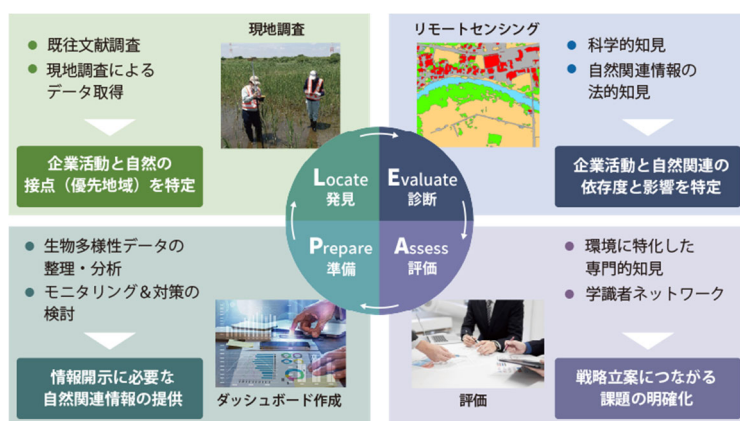 現地調査
既往文献調査
現地調査による
データ取得
企業活動と自然の
接点（優先地域）を特定
リモートセンシング
科学的知見
自然関連情報の
法的知見
企業活動と自然関連の
依存度と影響を特定
Locate
発見
Evaluate
診断
Prepare
準備
Assess
評価
生物多様性データの
整理・分析
モニタリング＆対策の
検討
情報開示に必要な
自然関連情報の提供
ダッシュボード作成
環境に特化した
専門的知見
学識者ネットワーク
評価
戦略立案につながる
課題の明確化